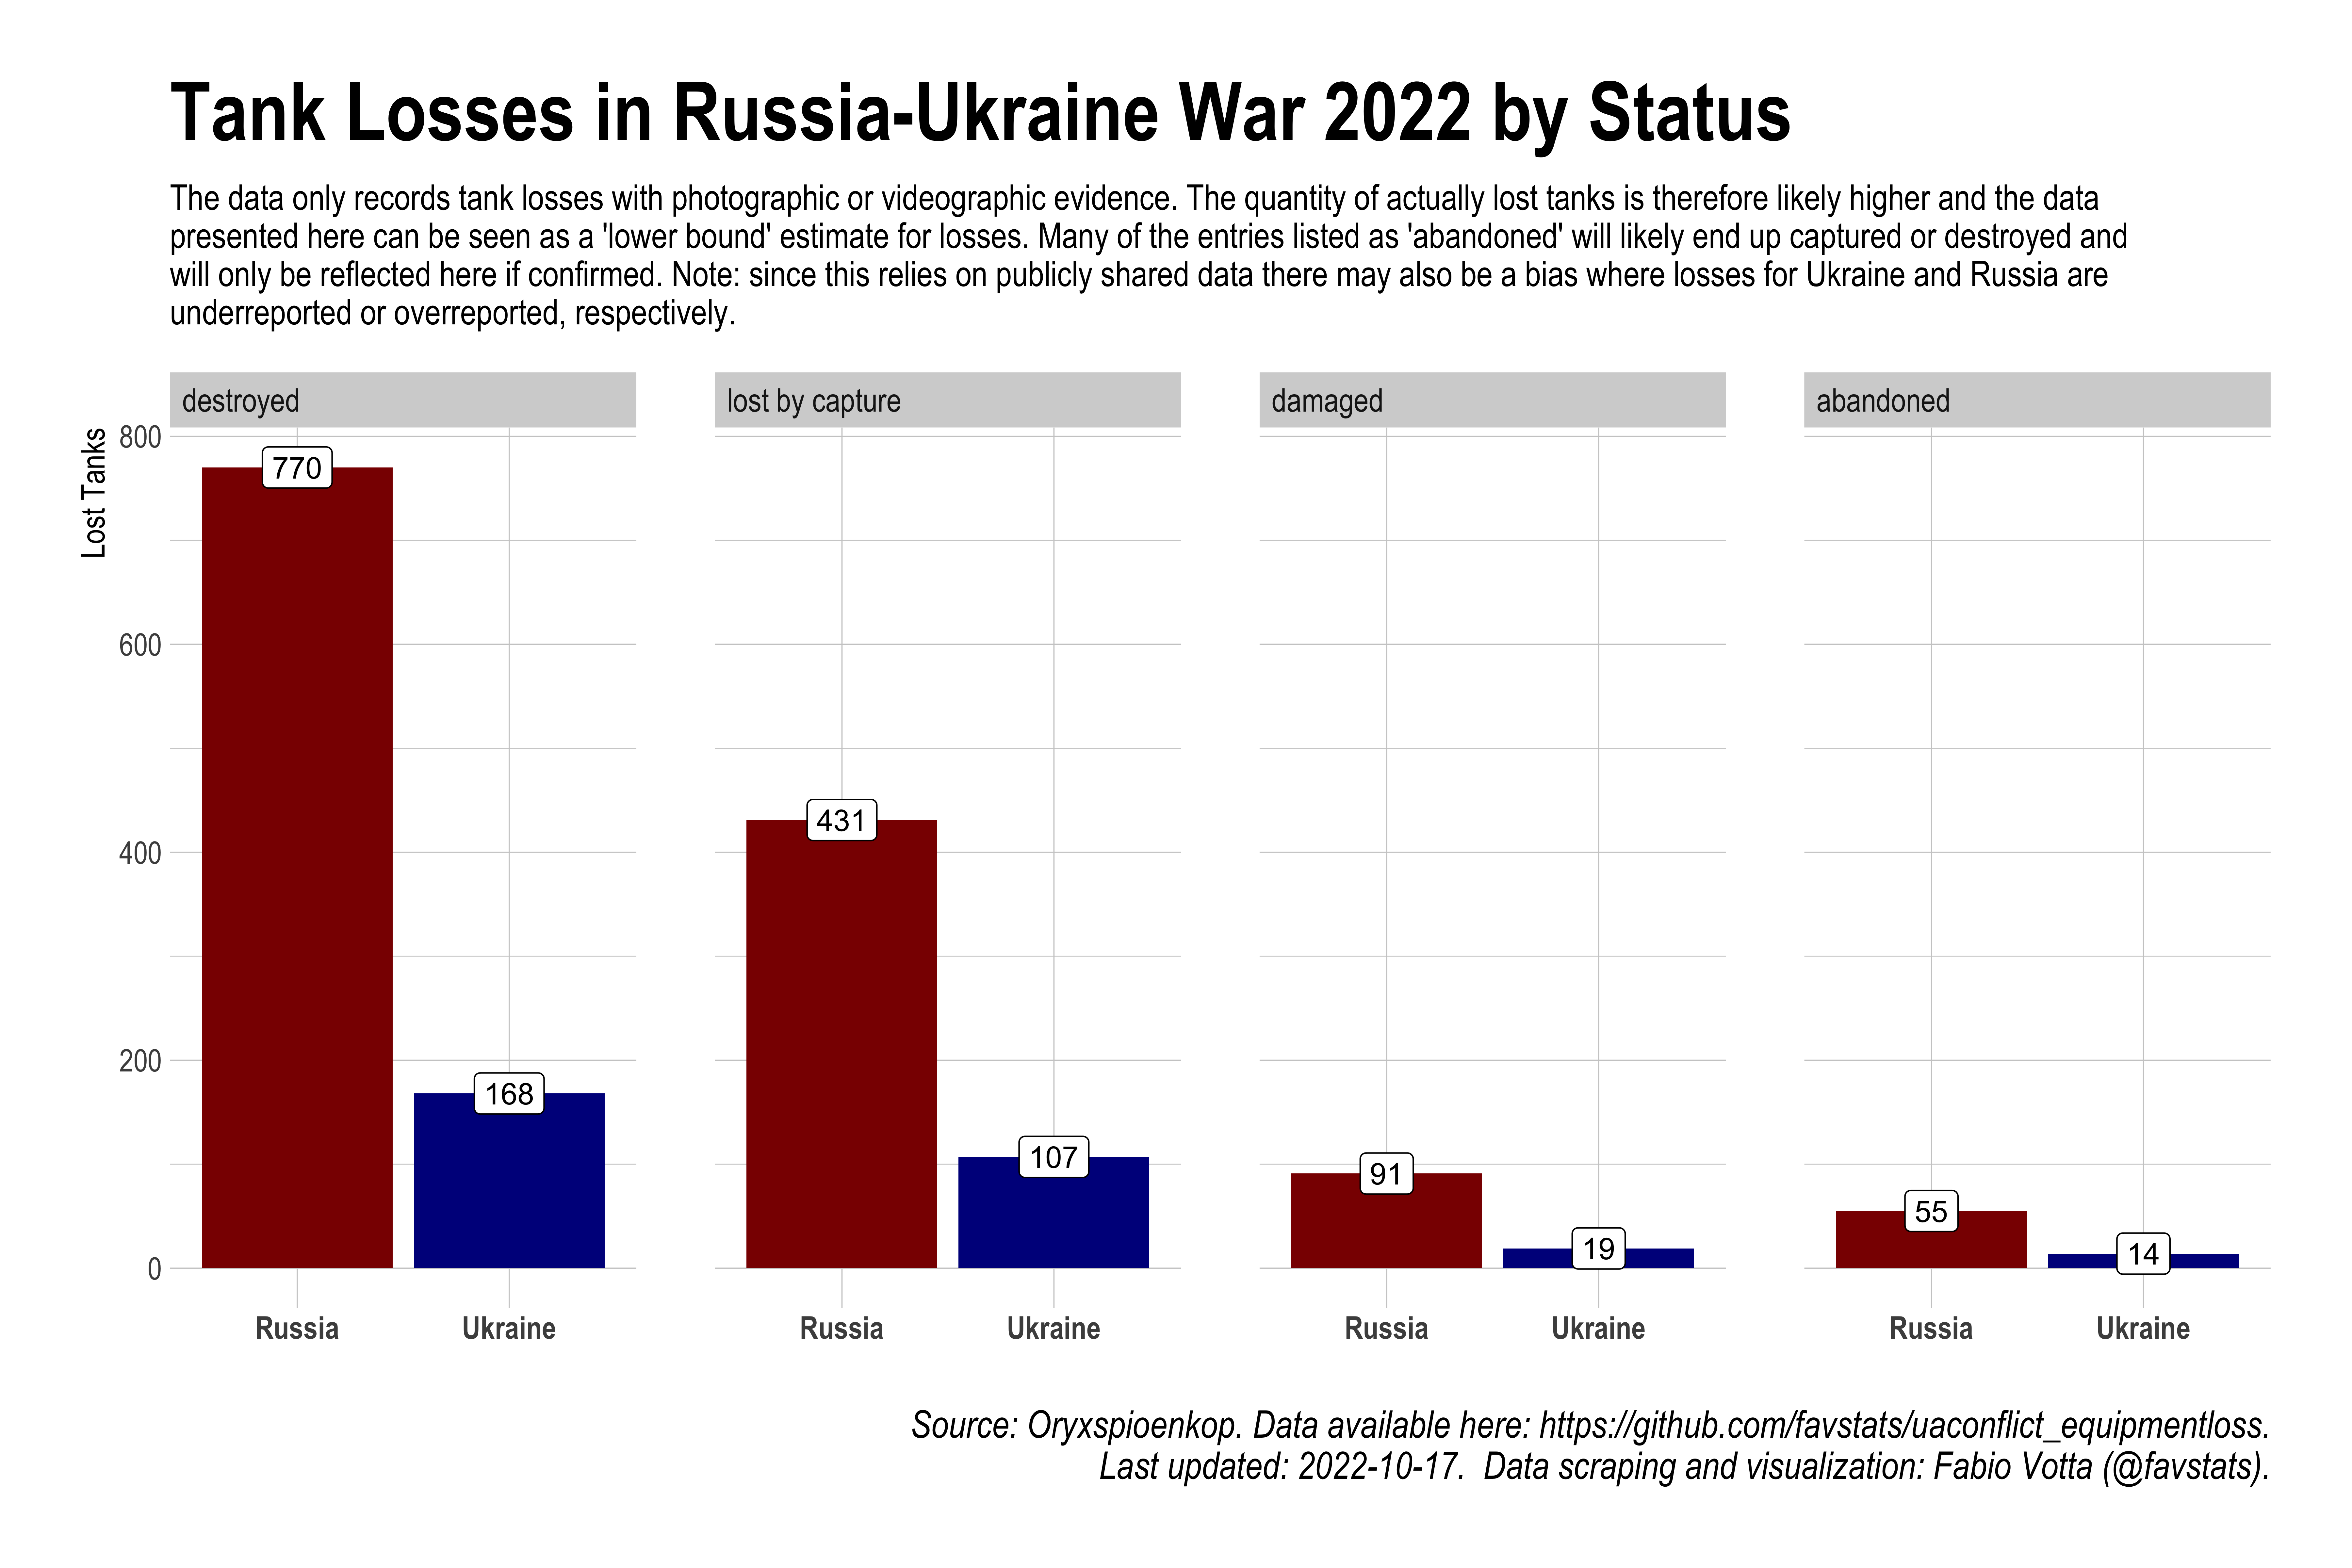 Tank Losses in Russia-Ukraine War 2022 by Status
The data only records tank losses with photographic or videographic evidence. The quantity of actually lost tanks is therefore likely higher and the data
presented here can be seen as a 'lower bound' estimate for losses. Many of the entries listed as 'abandoned' will likely end up captured or destroyed and
will only be reflected here if confirmed. Note: since this relies on publicly shared data there may also be a bias where losses for Ukraine and Russia are
underreported or overreported, respectively.
destroyed
lost by capture
damaged
abandoned
Lost Tanks
800
600
400
200
0
770
168
431
107
91
19
55
14
Russia
Ukraine
Russia
Ukraine
Russia
Ukraine
Russia
Ukraine
Source: Oryxspioenkop. Data available here: https://github.com/favstats/uaconflict_equipmentloss.
Last updated: 2022-10-17.  Data scraping and visualization: Fabio Votta (@favstats).